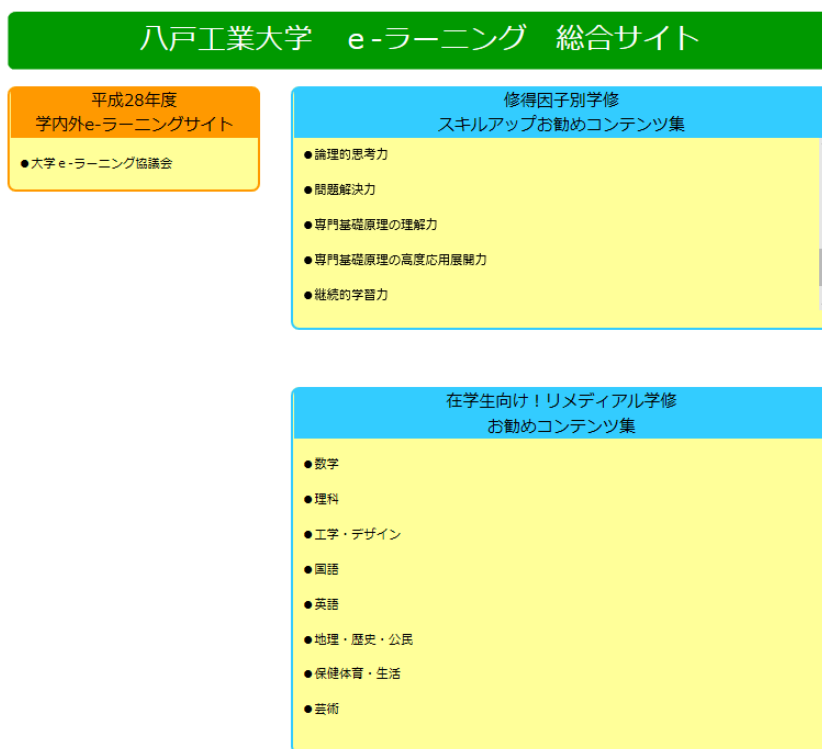 八戸工業大学　ｅ-ラーニング　総合サイト
平成28年度
学内外e-ラーニングサイト
●大学ｅ-ラーニング協議会
修得因子別学修
スキルアップお勧めコンテンツ集
●論理的思考力
●問題解決力
●専門基礎原理の理解力
●専門基礎原理の高度応用展開力
●継続的学習力
在学生向け！リメディアル学修
お勧めコンテンツ集
●数学
●理科
●工学・デザイン
●国語
●英語
●地理・歴史・公民
●保健体育・生活
●芸術